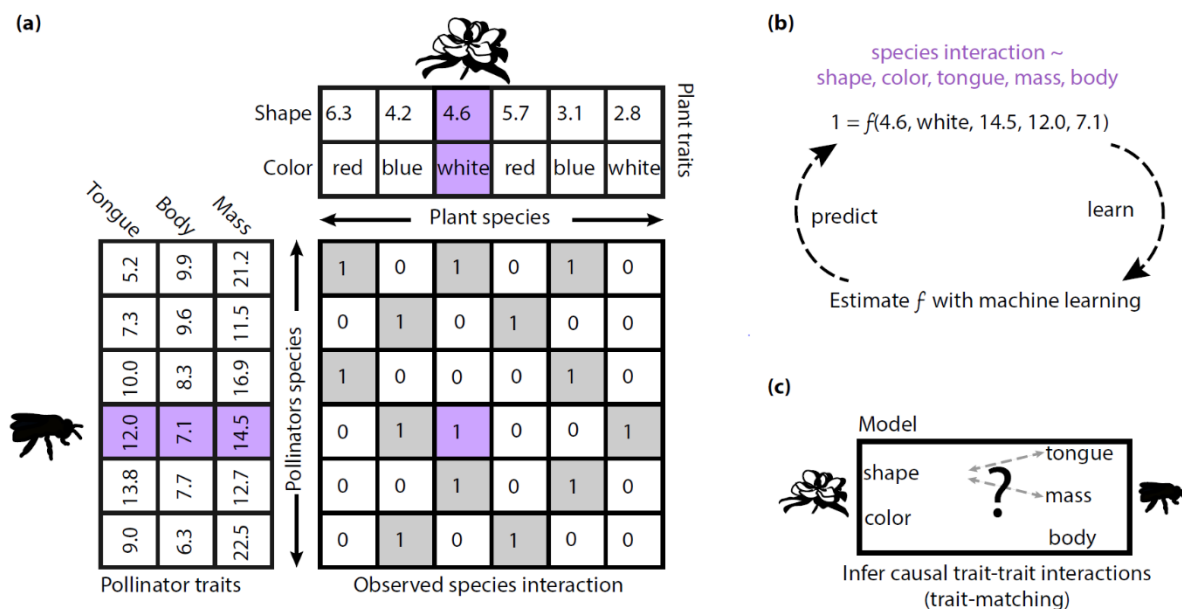 (a)
Shape 6.3 4.2 4.6 5.7 3.1 2.8
Color red blue white red blue white
Plant traits
Plant species
Tongue Body Mass
5.2 9.9 21.2
7.3 9.6 11.5
10.0 8.3 16.9
12.0 7.1 14.5
13.8 7.7 12.7
9.0 6.3 22.5
Pollinator traits
Pollinators species
1 0 1 0 1 0
0 1 0 1 0 0
1 0 0 0 1 0
0 1 1 0 0 1
0 0 1 0 1 0
0 1 0 1 0 0
Observed species interaction
(b)
species interaction ~
shape, color, tongue, mass, body
1 = f(4.6, white, 14.5, 12.0, 7.1)
predict
learn
Estimate f with machine learning
(c)
Model
shape
color
?
tongue
mass
body
Infer causal trait-trait interactions
(trait-matching)